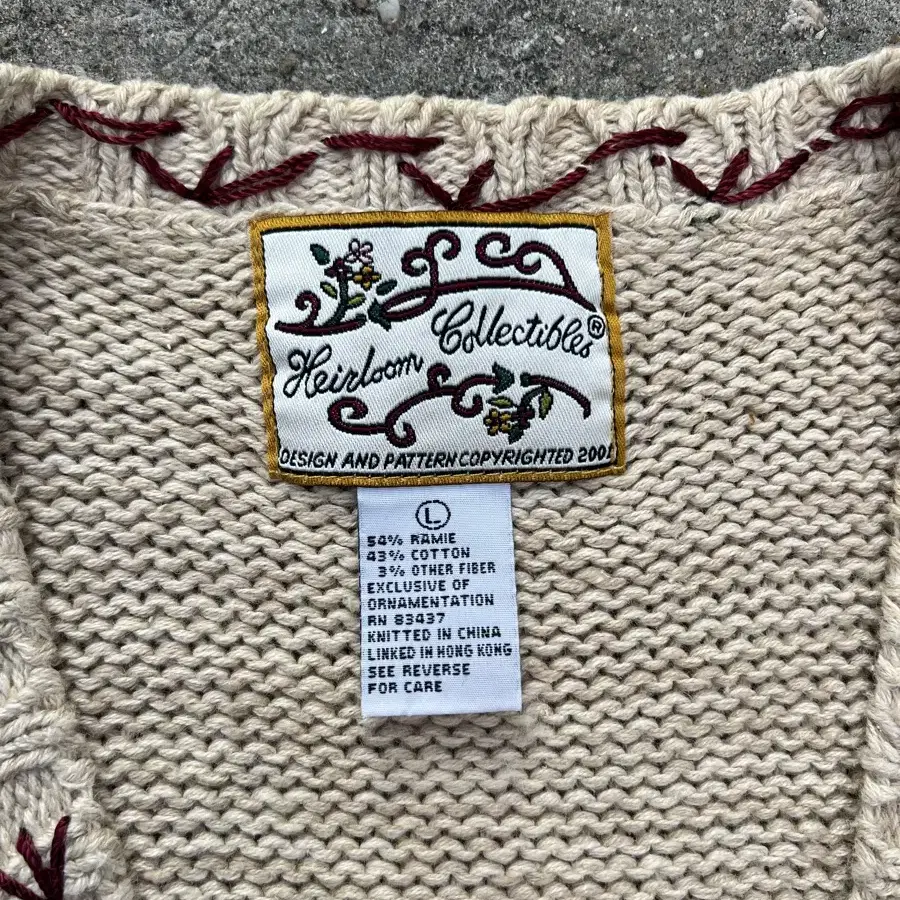 Heirloom Collectibles®
DESIGN AND PATTERN COPYRIGHTED 2001
L
54% RAMIE
43% COTTON
3% OTHER FIBER
EXCLUSIVE OF
ORNAMENTATION
RN 83437
KNITTED IN CHINA
LINKED IN HONG KONG
SEE REVERSE
FOR CARE